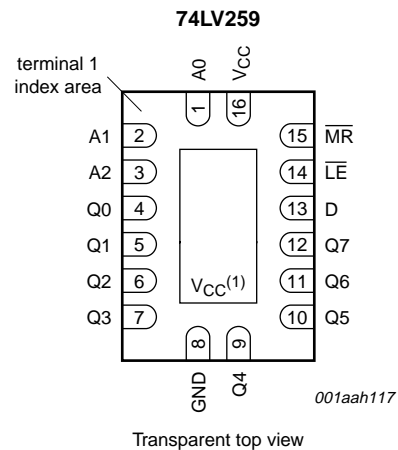 74LV259
terminal 1
index area
A0
VCC
1
16
A1 2
15 MR
A2 3
14 LE
Q0 4
13 D
Q1 5
12 Q7
Q2 6
11 Q6
VCC(1)
Q3 7
10 Q5
8
9
GND
Q4
001aah117
Transparent top view